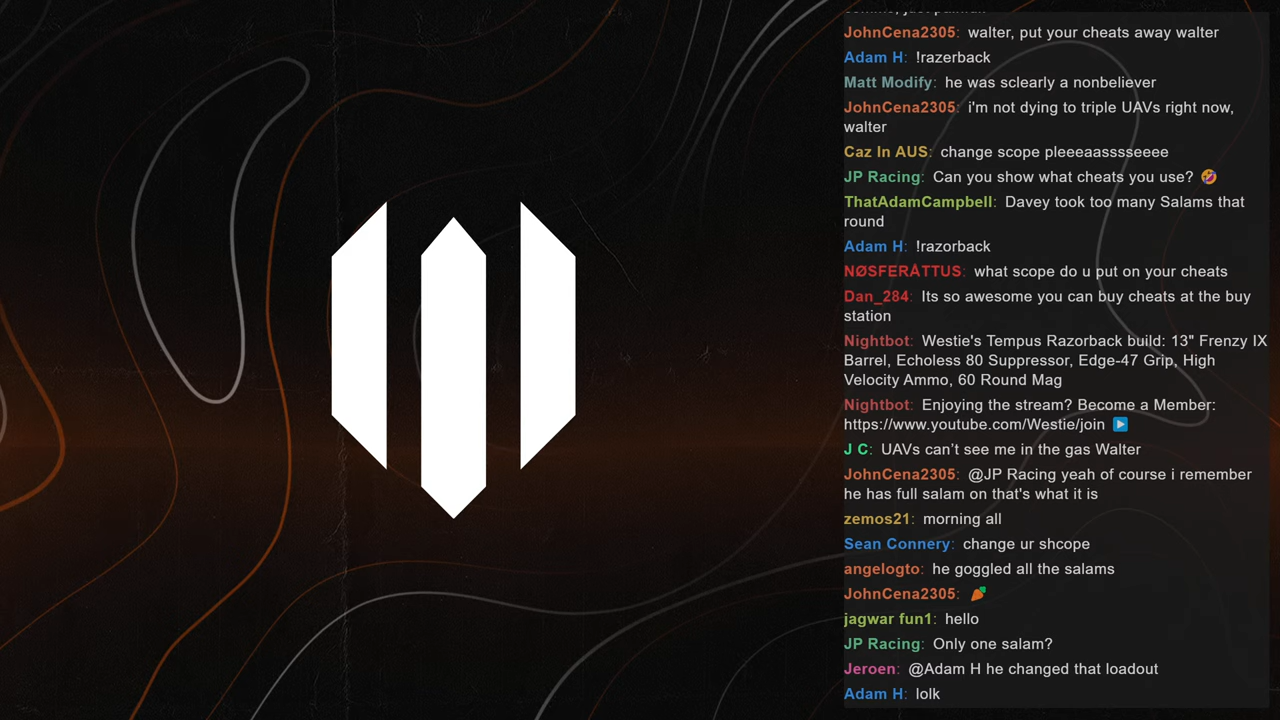 JohnCena2305: walter, put your cheats away walter
Adam H: !razerback
Matt Modify: he was sclearly a nonbeliever
JohnCena2305: i'm not dying to triple UAVs right now,
walter
Caz In AUS: change scope pleeeaassseeee
JP Racing: Can you show what cheats you use? 🤣
ThatAdamCampbell: Davey took too many Salams that
round
Adam H: !razorback
NØSFERÅTTUS: what scope do u put on your cheats
Dan_284: Its so awesome you can buy cheats at the buy
station
Nightbot: Westie's Tempus Razorback build: 13" Frenzy IX
Barrel, Echoless 80 Suppressor, Edge-47 Grip, High
Velocity Ammo, 60 Round Mag
Nightbot: Enjoying the stream? Become a Member:
https://www.youtube.com/Westie/join ▶️
J C: UAVs can’t see me in the gas Walter
JohnCena2305: @JP Racing yeah of course i remember
he has full salam on that's what it is
zemos21: morning all
Sean Connery: change ur shcope
angelogto: he goggled all the salams
JohnCena2305: 🥕
jagwar fun1: hello
JP Racing: Only one salam?
Jeroen: @Adam H he changed that loadout
Adam H: lolk